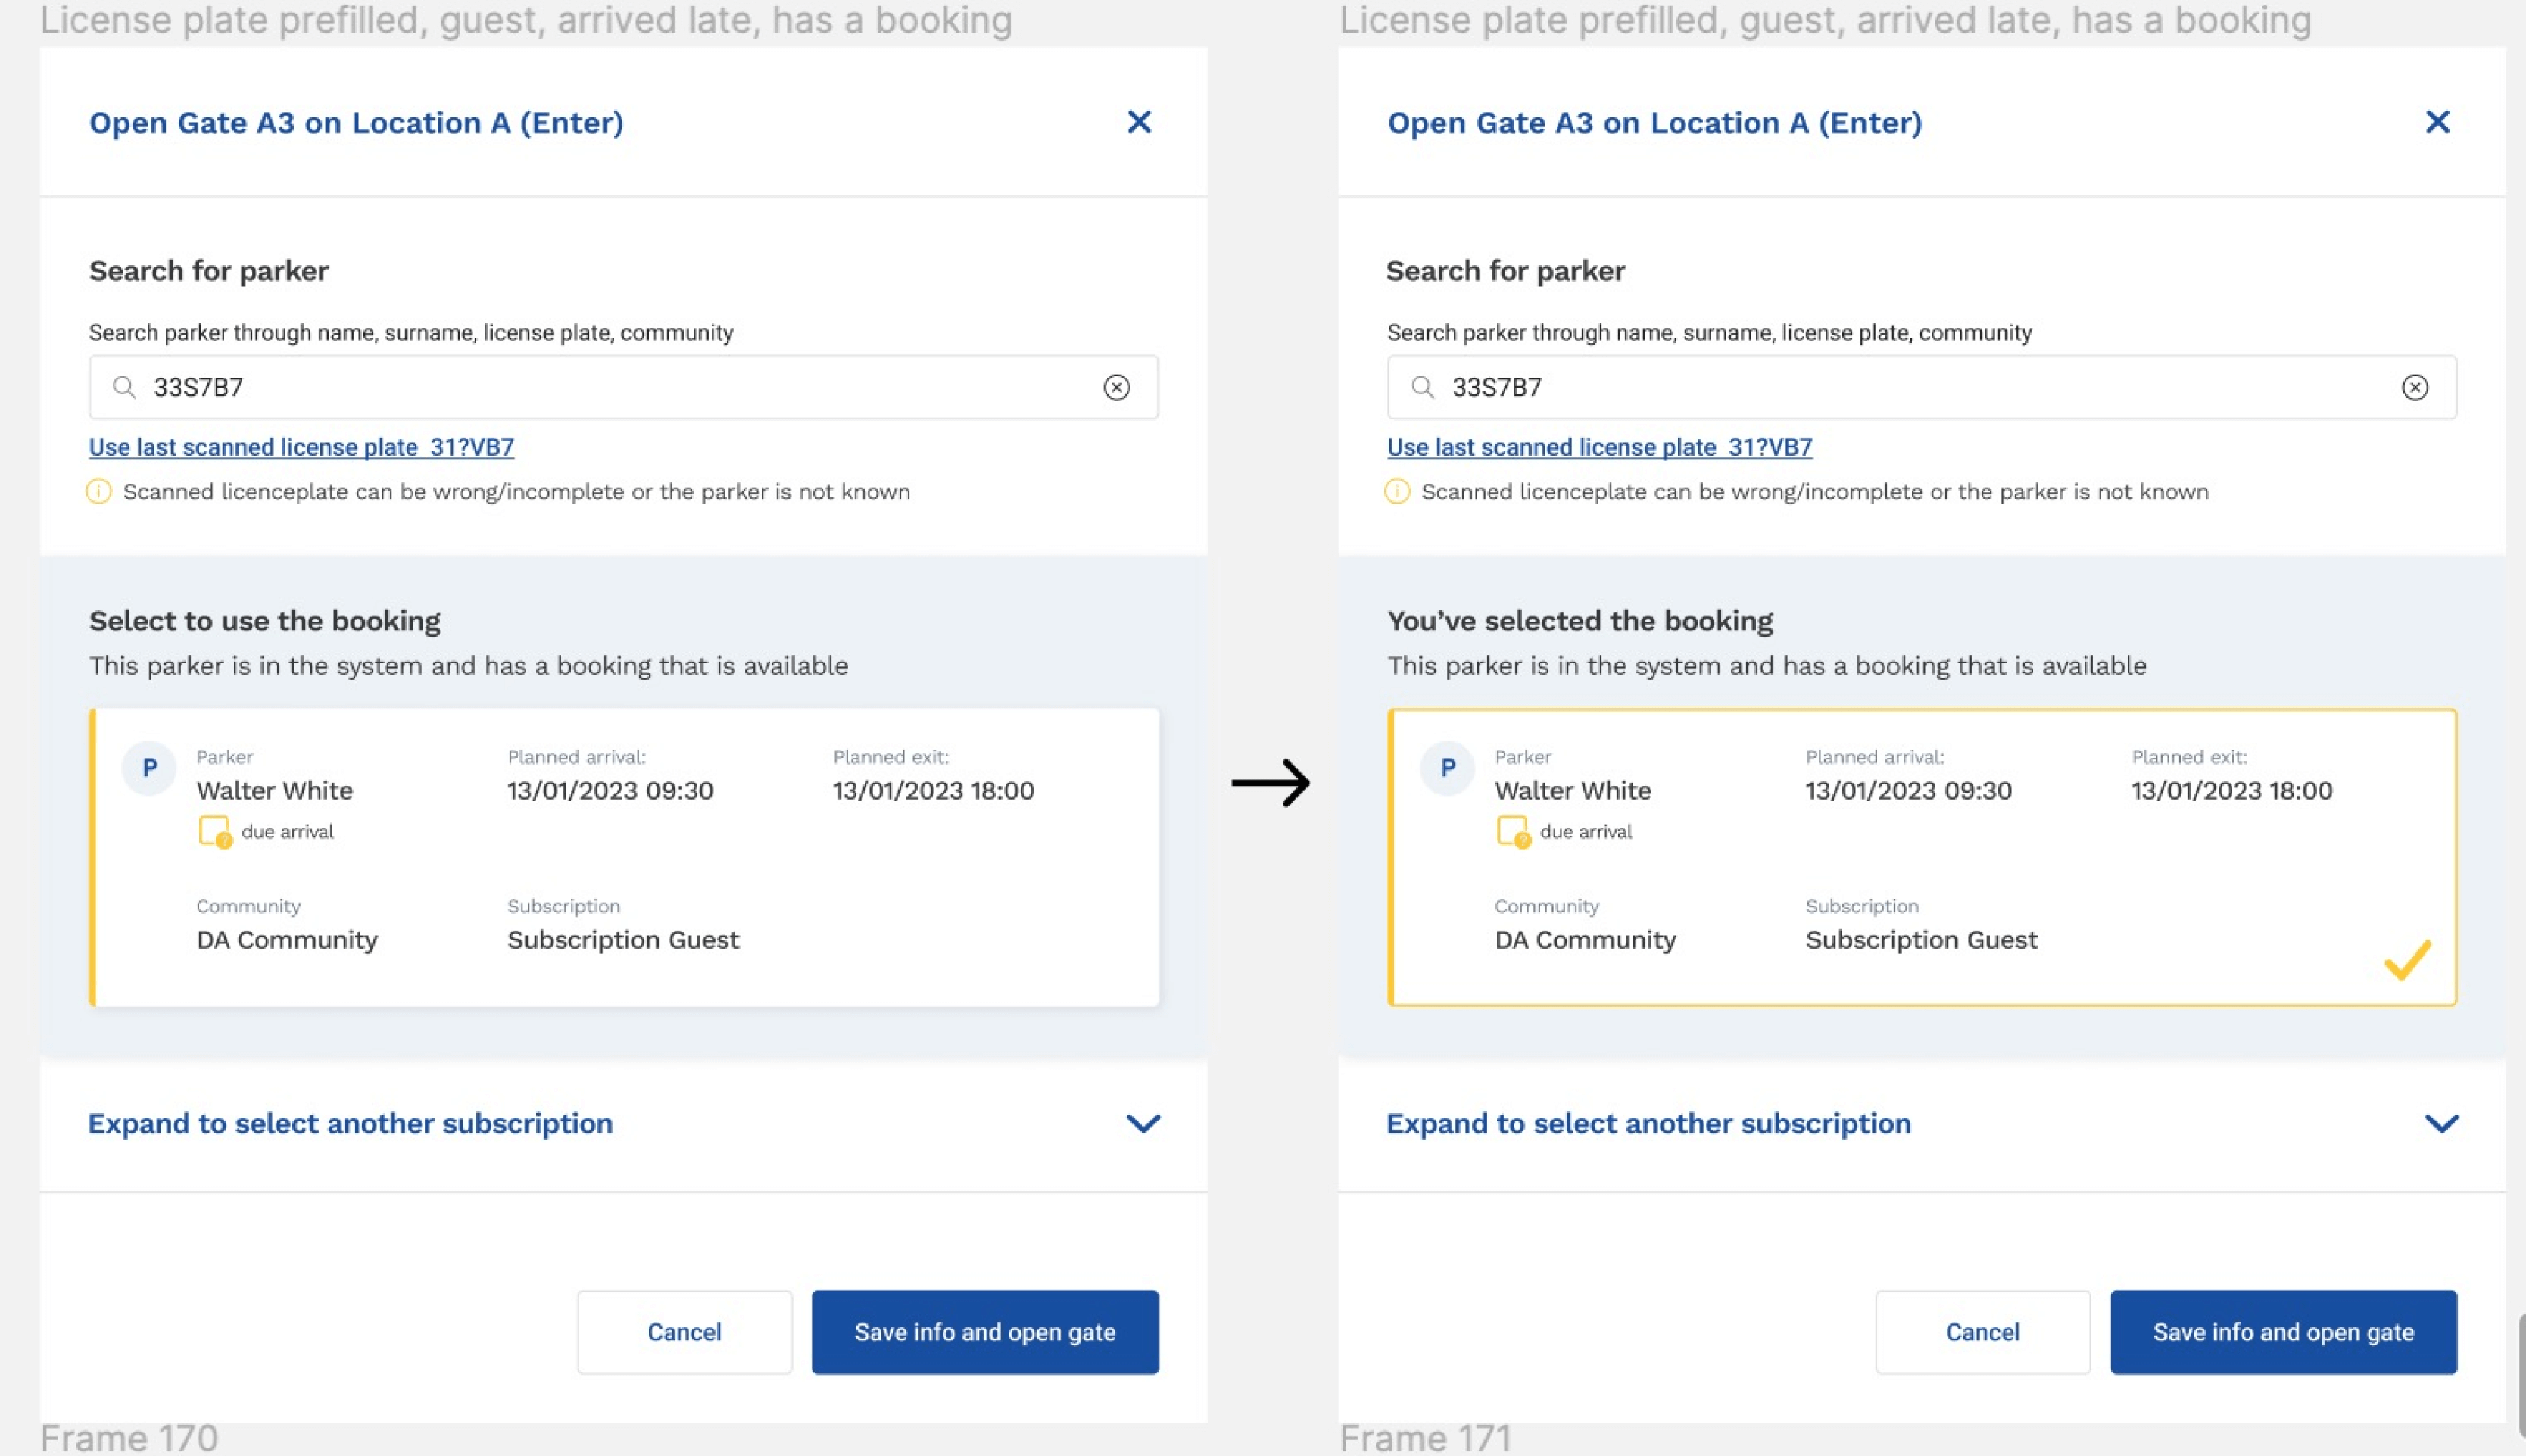 License plate prefilled, guest, arrived late, has a booking
Open Gate A3 on Location A (Enter)
Search for parker
Search parker through name, surname, license plate, community
33S7B7
Use last scanned license plate 31?VB7
Scanned licenceplate can be wrong/incomplete or the parker is not known
Select to use the booking
This parker is in the system and has a booking that is available
P
Parker
Planned arrival:
Planned exit:
Walter White
13/01/2023 09:30
13/01/2023 18:00
due arrival
Community
Subscription
DA Community
Subscription Guest
Expand to select another subscription
Cancel
Save info and open gate
Frame 170
License plate prefilled, guest, arrived late, has a booking
Open Gate A3 on Location A (Enter)
Search for parker
Search parker through name, surname, license plate, community
33S7B7
Use last scanned license plate 31?VB7
Scanned licenceplate can be wrong/incomplete or the parker is not known
You’ve selected the booking
This parker is in the system and has a booking that is available
P
Parker
Planned arrival:
Planned exit:
Walter White
13/01/2023 09:30
13/01/2023 18:00
due arrival
Community
Subscription
DA Community
Subscription Guest
Expand to select another subscription
Cancel
Save info and open gate
Frame 171